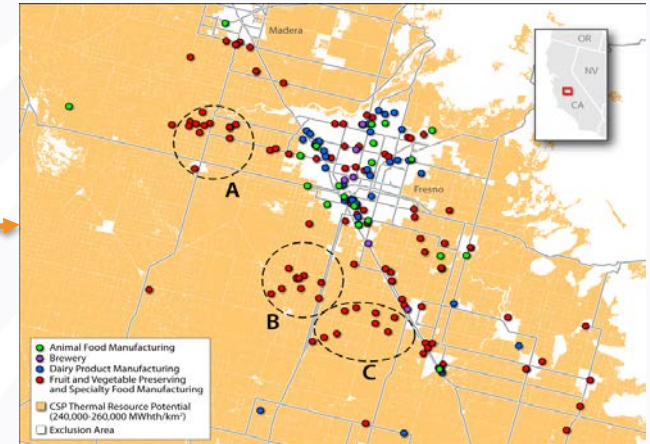 Madera
OR
NV
CA
A
Fresno
B
C
Animal Food Manufacturing
Brewery
Dairy Product Manufacturing
Fruit and Vegetable Preserving
and Specialty Food Manufacturing
CSP Thermal Resource Potential
(240,000-260,000 MWhth/km²)
Exclusion Area